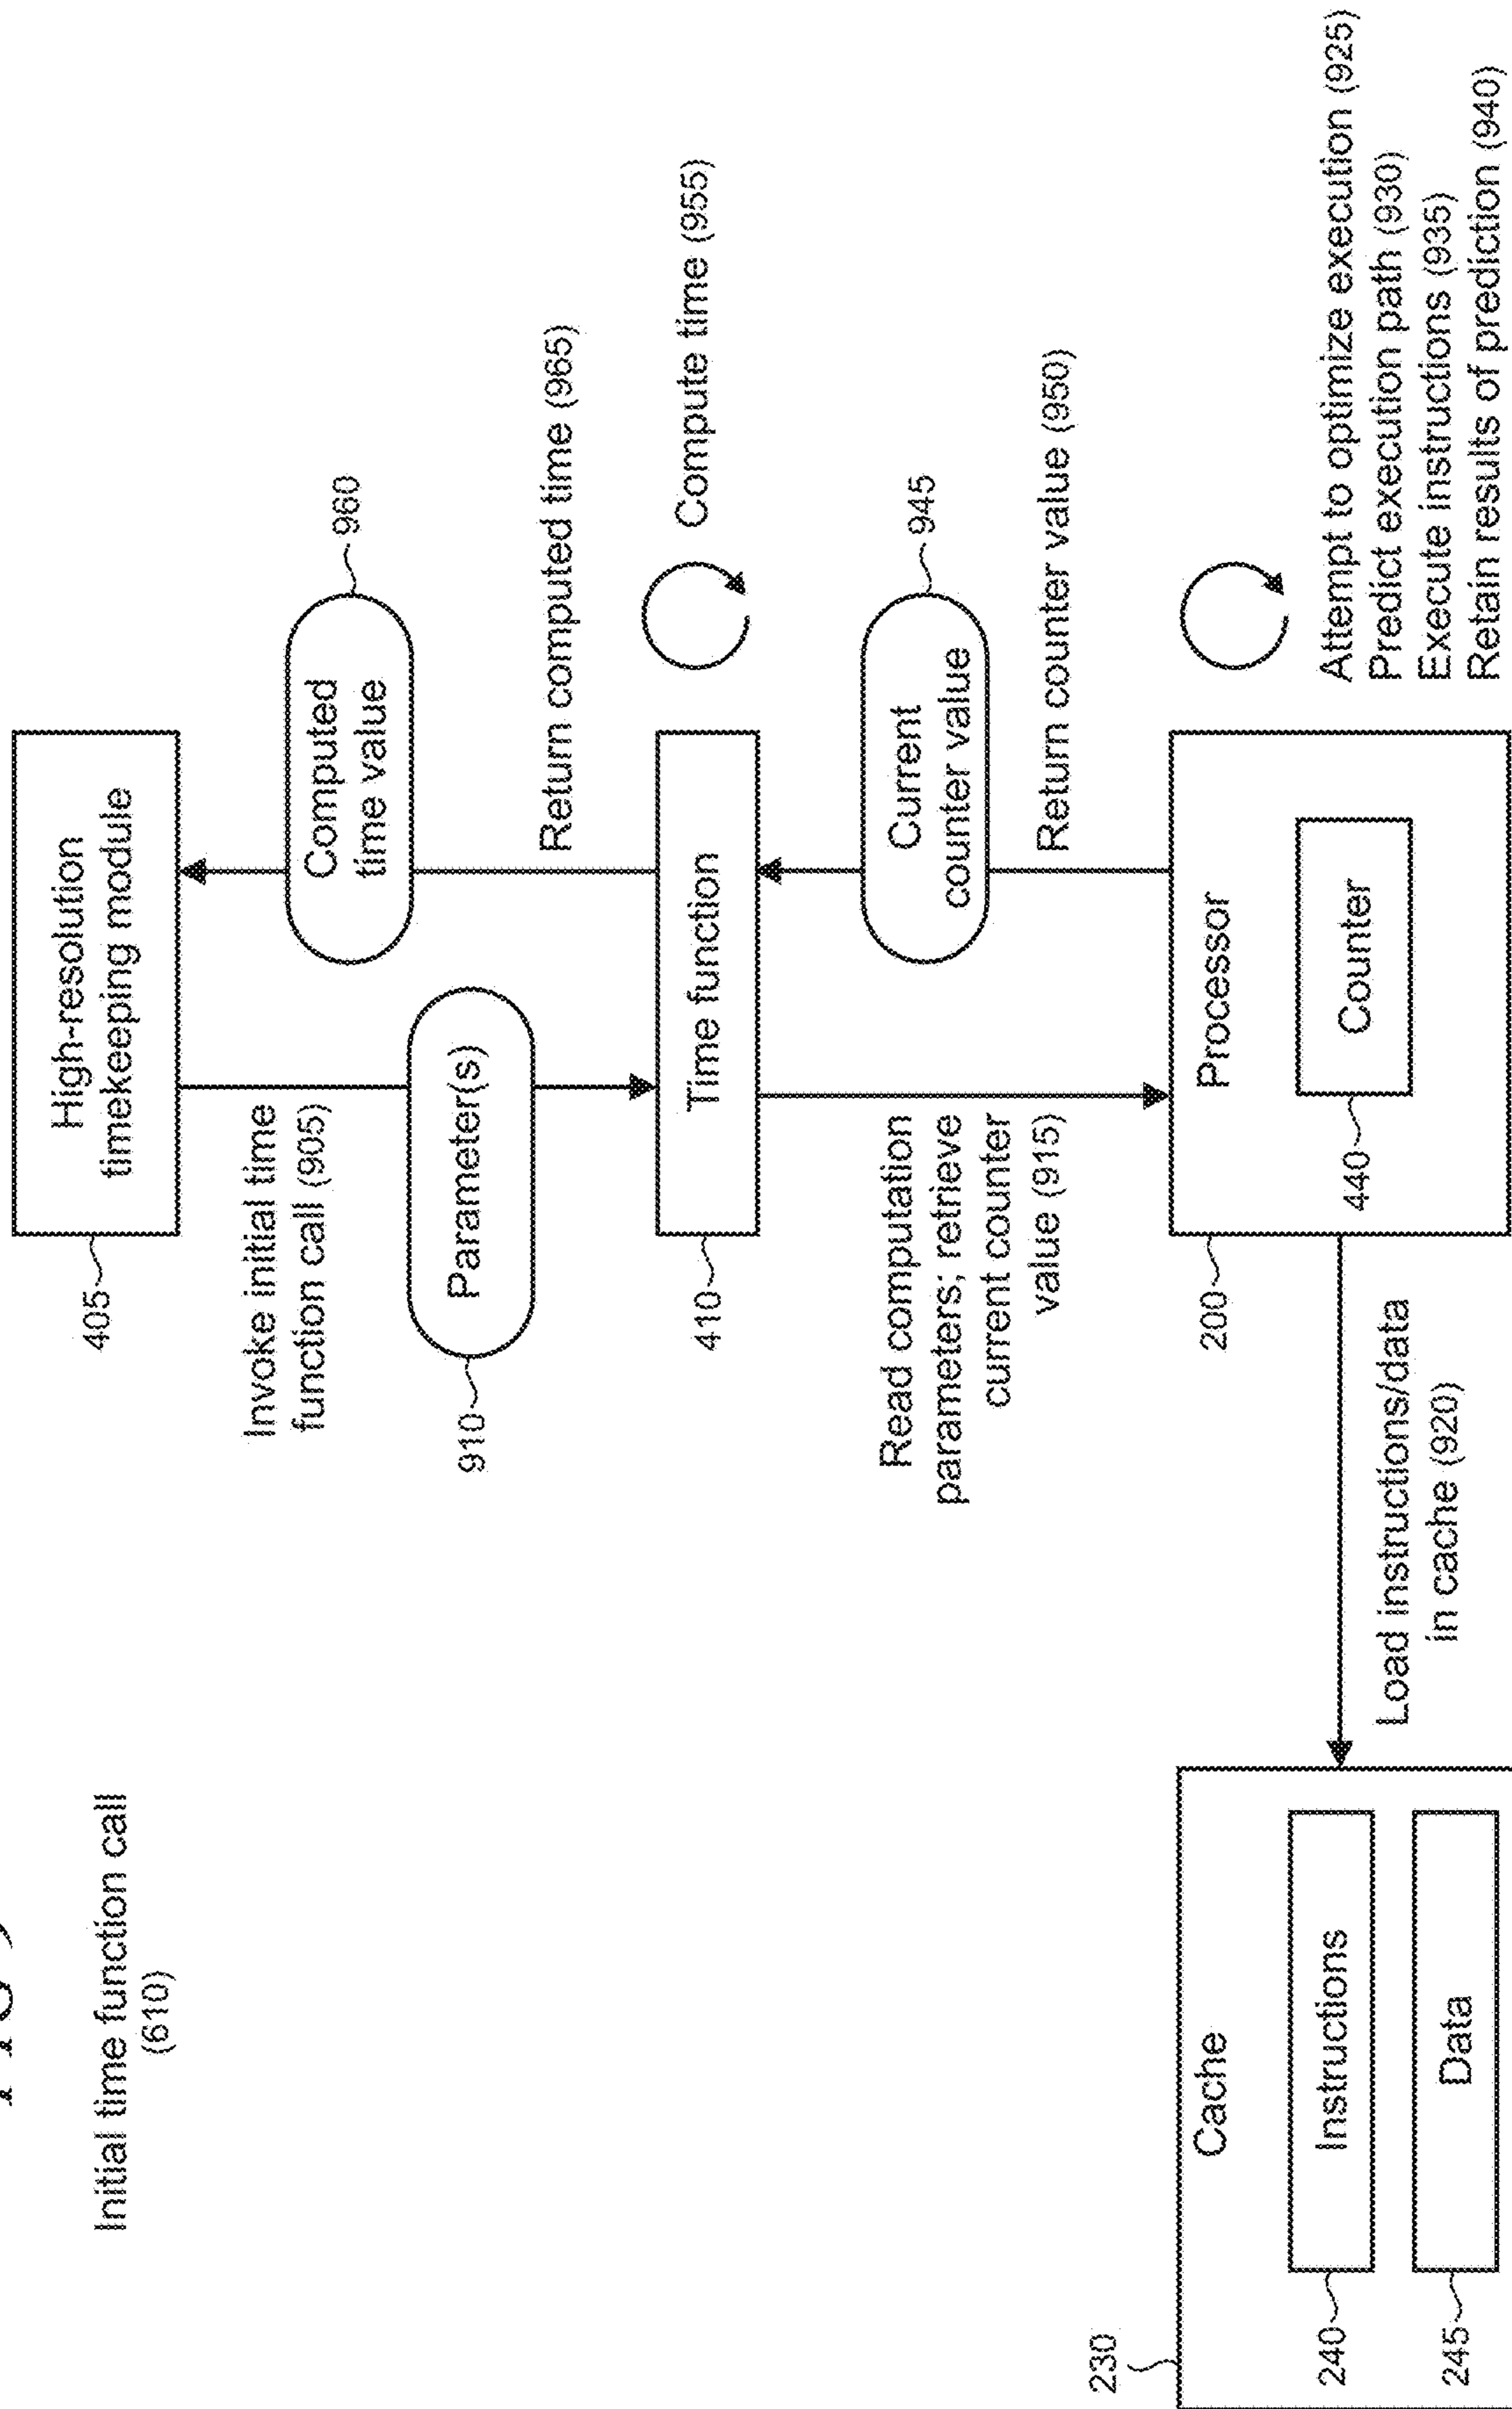 Initial time function call
(610)
High-resolution
timekeeping module
405
Invoke initial time
function call (905)
Parameter(s)
910
Computed
time value
960
Return computed time (965)
Time function
410
Compute time (955)
Read computation
parameters; retrieve
current counter
value (915)
Current
counter value
945
Return counter value (950)
Processor
200
Counter
440
Attempt to optimize execution (925)
Predict execution path (930)
Execute instructions (935)
Retain results of prediction (940)
Load instructions/data
in cache (920)
230
Cache
Instructions
240
Data
245